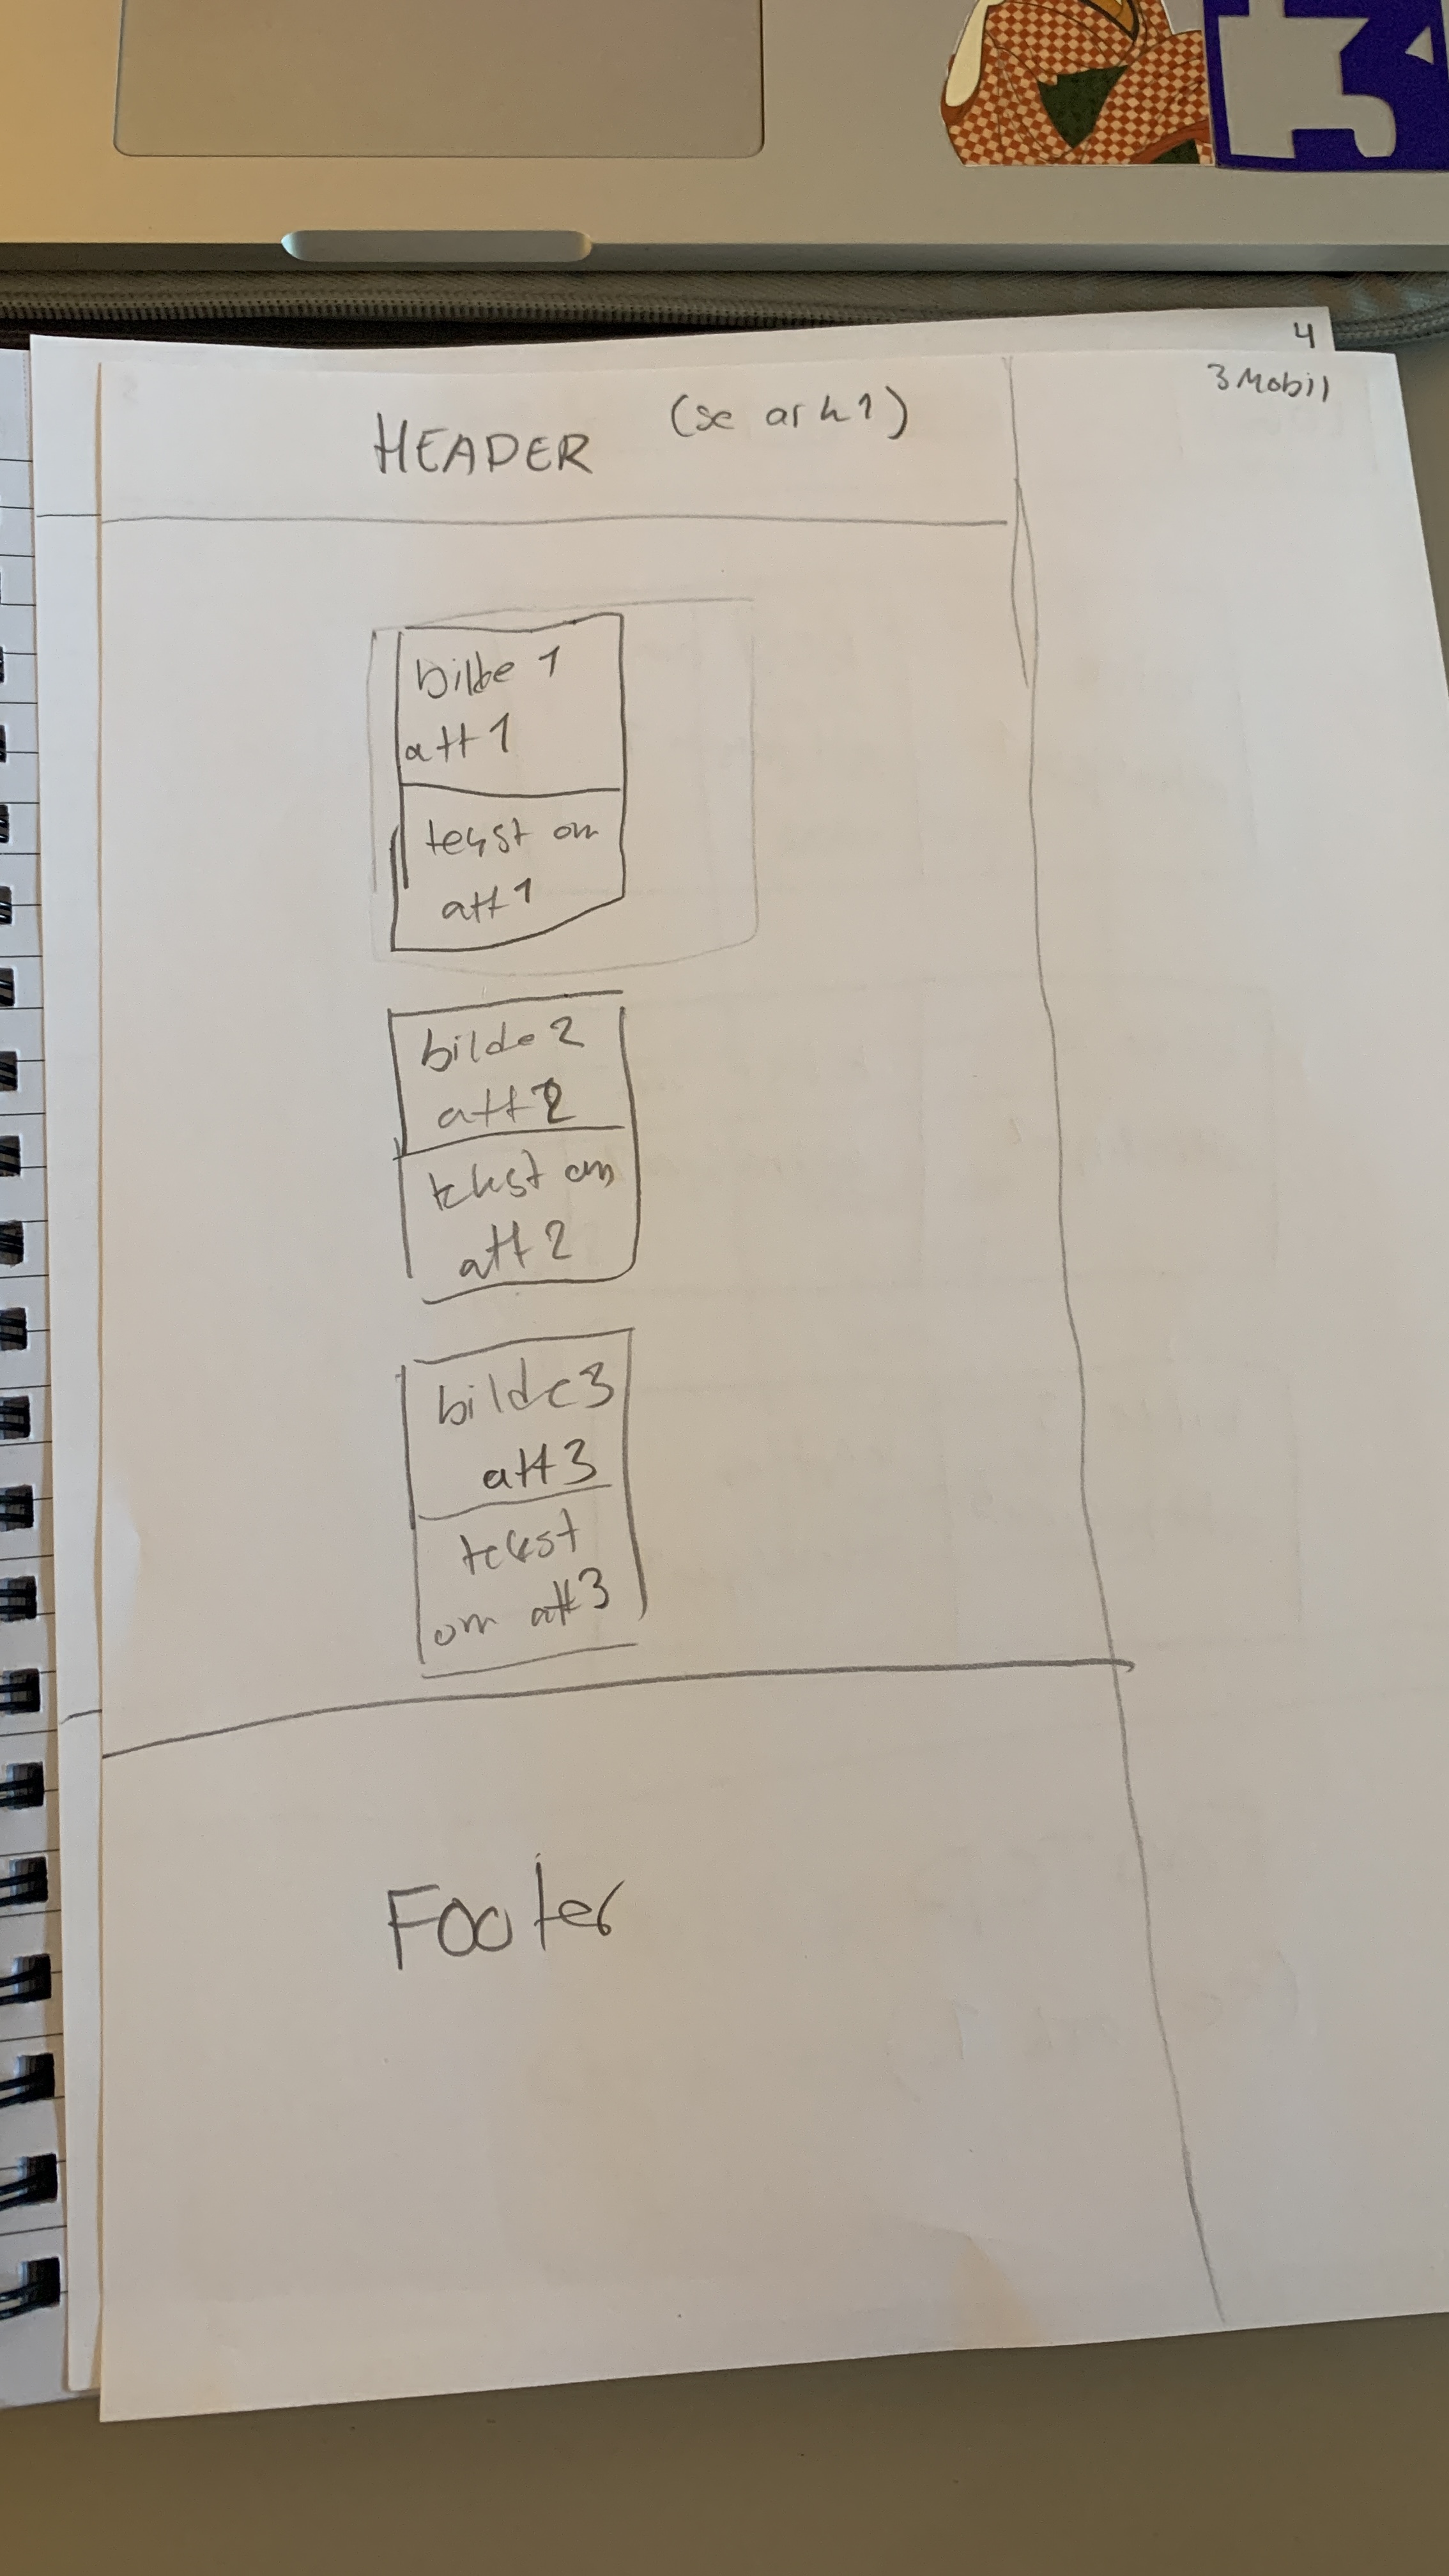 4
3 Mobil
HEADER (se ark 1)
bilde 1
att 1
tekst om
att 1
bilde 2
att 2
tekst om
att 2
bilde 3
att 3
tekst
om att 3
Footer